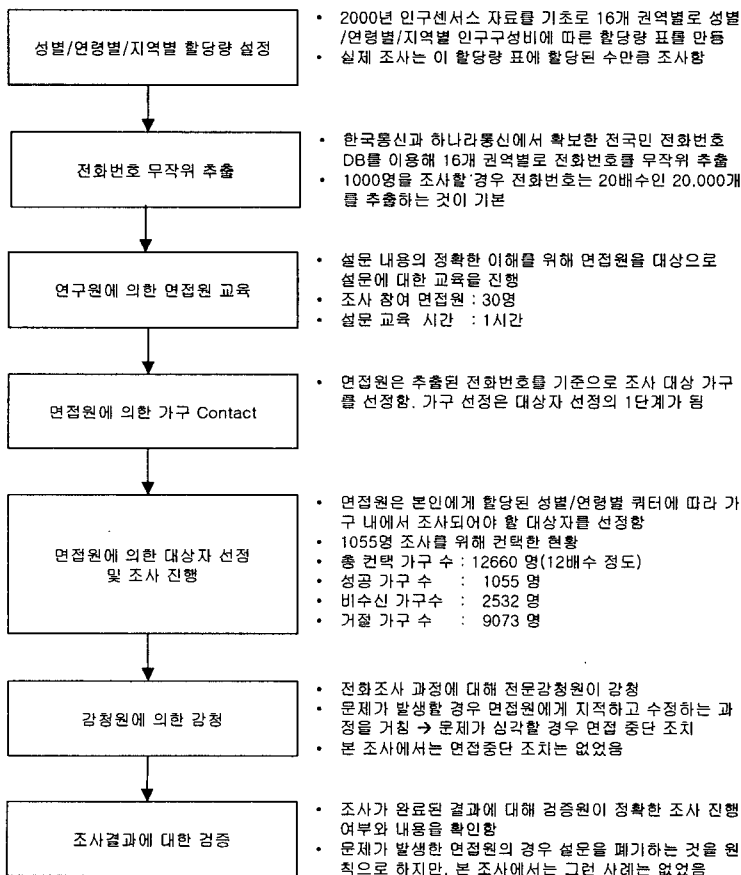 성별/연령별/지역별 할당량 설정
• 2000년 인구센서스 자료를 기초로 16개 권역별로 성별
/연령별/지역별 인구구성비에 따른 할당량 표를 만듬
• 실제 조사는 이 할당량 표에 할당된 수만큼 조사함
전화번호 무작위 추출
• 한국통신과 하나라통신에서 확보한 전국민 전화번호
DB를 이용해 16개 권역별로 전화번호를 무작위 추출
• 1000명을 조사할 경우 전화번호는 20배수인 20,000개
를 추출하는 것이 기본
연구원에 의한 면접원 교육
• 설문 내용의 정확한 이해를 위해 면접원을 대상으로
설문에 대한 교육을 진행
• 조사 참여 면접원 : 30명
• 설문 교육 시간 : 1시간
면접원에 의한 가구 Contact
• 면접원은 추출된 전화번호를 기준으로 조사 대상 가구
를 선정함. 가구 선정은 대상자 선정의 1단계가 됨
면접원에 의한 대상자 선정
및 조사 진행
• 면접원은 본인에게 할당된 성별/연령별 쿼터에 따라 가
구 내에서 조사되어야 할 대상자를 선정함
• 1055명 조사를 위해 컨택한 현황
• 총 컨택 가구 수 : 12660 명(12배수 정도)
• 성공 가구 수 : 1055 명
• 비수신 가구수 : 2532 명
• 거절 가구 수 : 9073 명
감청원에 의한 감청
• 전화조사 과정에 대해 전문감청원이 감청
• 문제가 발생할 경우 면접원에게 지적하고 수정하는 과
정을 거침 → 문제가 심각할 경우 면접 중단 조치
• 본 조사에서는 면접중단 조치는 없었음
조사결과에 대한 검증
• 조사가 완료된 결과에 대해 검증원이 정확한 조사 진행
여부와 내용을 확인함
• 문제가 발생한 면접원의 경우 설문을 폐기하는 것을 원
칙으로 하지만, 본 조사에서는 그런 사례는 없었음